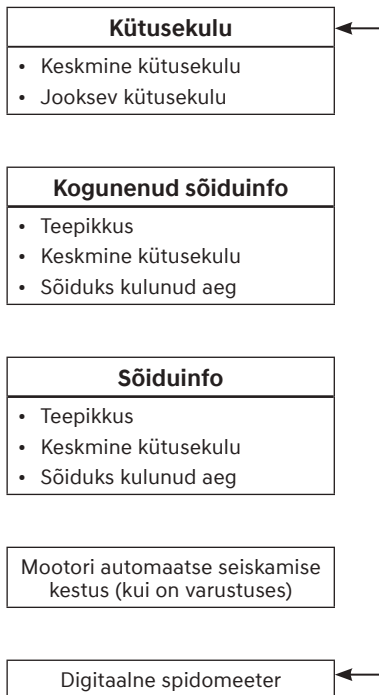 Kütusekulu
• Keskmine kütusekulu
• Jooksev kütusekulu
Kogunenud sõiduinfo
• Teepikkus
• Keskmine kütusekulu
• Sõiduks kulunud aeg
Sõiduinfo
• Teepikkus
• Keskmine kütusekulu
• Sõiduks kulunud aeg
Mootori automaatse seiskamise
kestus (kui on varustuses)
Digitaalne spidomeeter